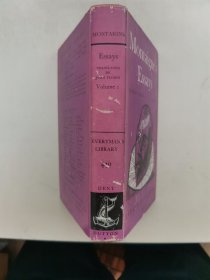 MONTAIGNE
Essays
TRANSLATED
BY
JOHN FLORIO
Volume 1
EVERYMAN'S
LIBRARY
DENT
DUTTON
Montaigne's
Essays